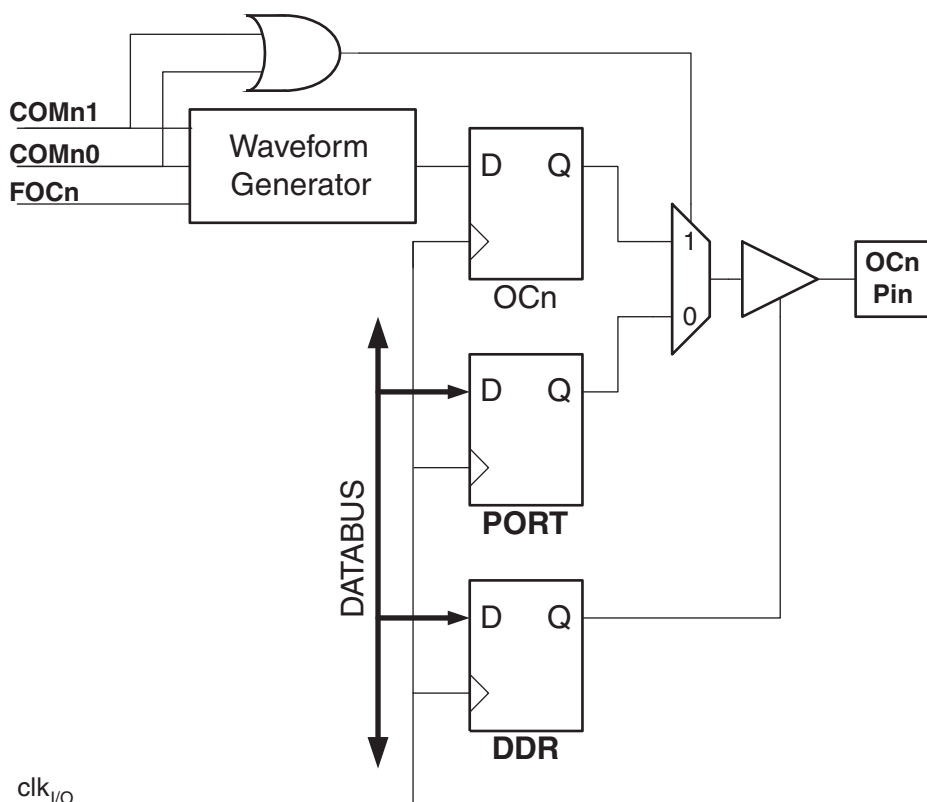 COMn1
COMn0
FOCn
Waveform
Generator
D Q
OCn
1
0
OCn
Pin
D Q
PORT
DATABUS
D Q
DDR
clkI/O